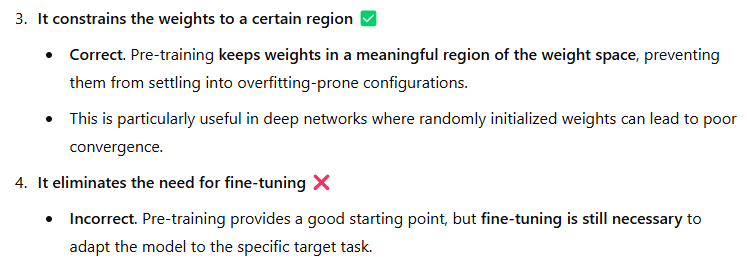 3. It constrains the weights to a certain region ✅
• Correct. Pre-training keeps weights in a meaningful region of the weight space, preventing
them from settling into overfitting-prone configurations.
• This is particularly useful in deep networks where randomly initialized weights can lead to poor
convergence.
4. It eliminates the need for fine-tuning ❌
• Incorrect. Pre-training provides a good starting point, but fine-tuning is still necessary to
adapt the model to the specific target task.